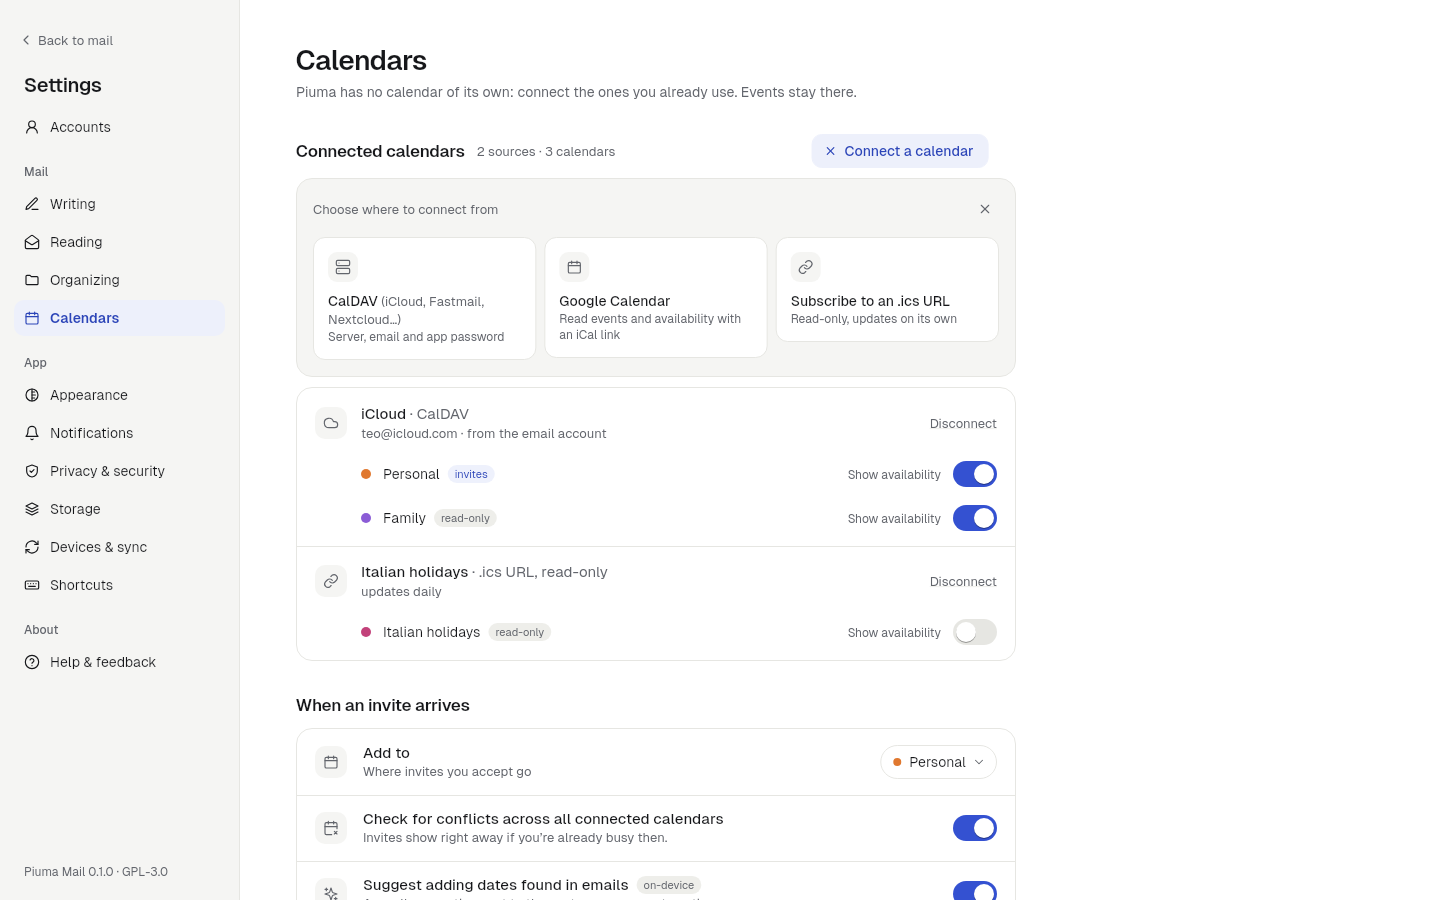 Back to mail
Settings
Accounts
Mail
Writing
Reading
Organizing
Calendars
App
Appearance
Notifications
Privacy & security
Storage
Devices & sync
Shortcuts
About
Help & feedback
Piuma Mail 0.1.0 · GPL-3.0
Calendars
Piuma has no calendar of its own: connect the ones you already use. Events stay there.
Connected calendars 2 sources · 3 calendars
Connect a calendar
Choose where to connect from
CalDAV (iCloud, Fastmail,
Nextcloud…)
Server, email and app password
Google Calendar
Read events and availability with
an iCal link
Subscribe to an .ics URL
Read-only, updates on its own
iCloud · CalDAV
teo@icloud.com · from the email account
Disconnect
Personal invites
Show availability
Family read-only
Show availability
Italian holidays · .ics URL, read-only
updates daily
Disconnect
Italian holidays read-only
Show availability
When an invite arrives
Add to
Where invites you accept go
Personal
Check for conflicts across all connected calendars
Invites show right away if you're already busy then.
Suggest adding dates found in emails on-device